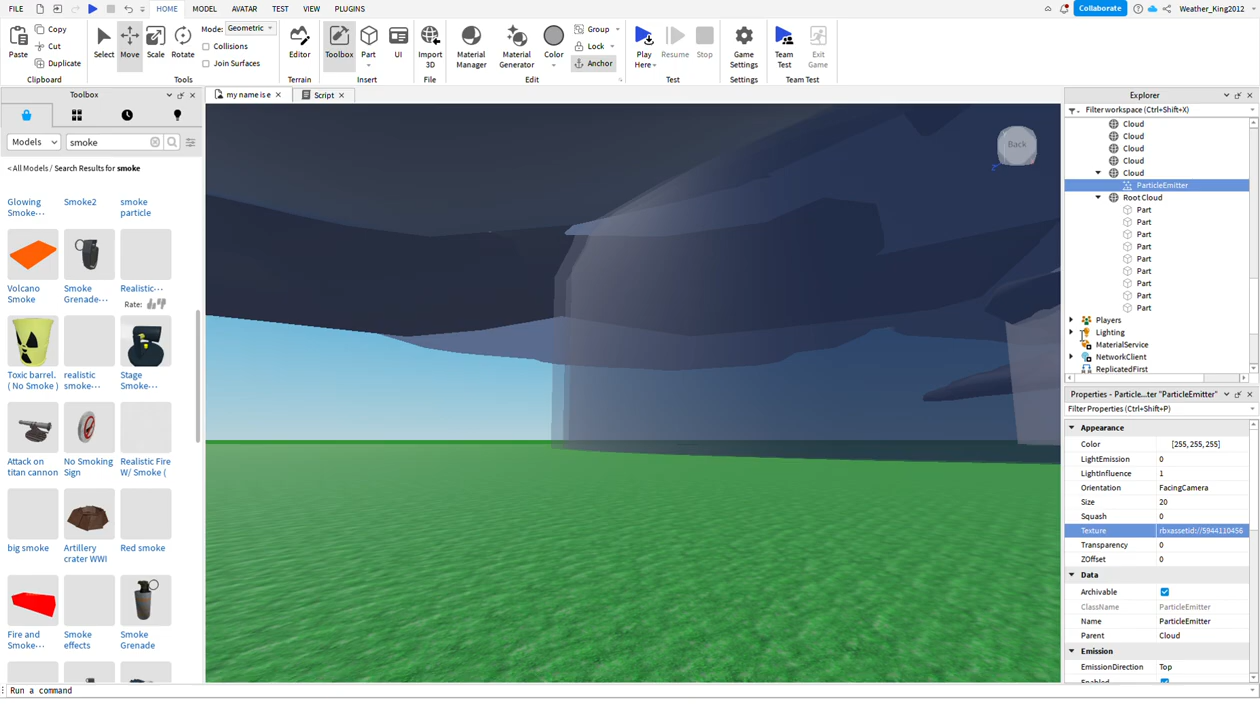 FILE HOME MODEL AVATAR TEST VIEW PLUGINS Collaborate Weather_King2012
Paste Copy Cut Duplicate Clipboard
Select Move Scale Rotate Mode: Geometric Collisions Join Surfaces Tools
Editor Terrain
Toolbox Part UI Insert
Import 3D File
Material Manager Material Generator Color Group Lock Anchor Edit
Play Here Resume Stop Test
Game Settings Settings
Team Test Exit Game Team Test
Toolbox
Models smoke
< All Models / Search Results for smoke
Glowing Smoke··· Smoke2 smoke particle
Volcano Smoke Smoke Grenade··· Realistic···
Rate:
Toxic barrel. ( No Smoke ) realistic smoke··· Stage Smoke···
Attack on titan cannon No Smoking Sign Realistic Fire W/ Smoke (
big smoke Artillery crater WWI Red smoke
Fire and Smoke··· Smoke effects Smoke Grenade
my name is e Script
Back
Explorer
Filter workspace (Ctrl+Shift+X)
Cloud
Cloud
Cloud
Cloud
Cloud
ParticleEmitter
Root Cloud
Part
Part
Part
Part
Part
Part
Part
Part
Part
Players
Lighting
MaterialService
NetworkClient
ReplicatedFirst
Properties - Particle...ter "ParticleEmitter"
Filter Properties (Ctrl+Shift+P)
Appearance
Color [255, 255, 255]
LightEmission 0
LightInfluence 1
Orientation FacingCamera
Size 20
Squash 0
Texture rbxassetid://5944110456
Transparency 0
ZOffset 0
Data
Archivable
ClassName ParticleEmitter
Name ParticleEmitter
Parent Cloud
Emission
EmissionDirection Top
Enabled
Run a command